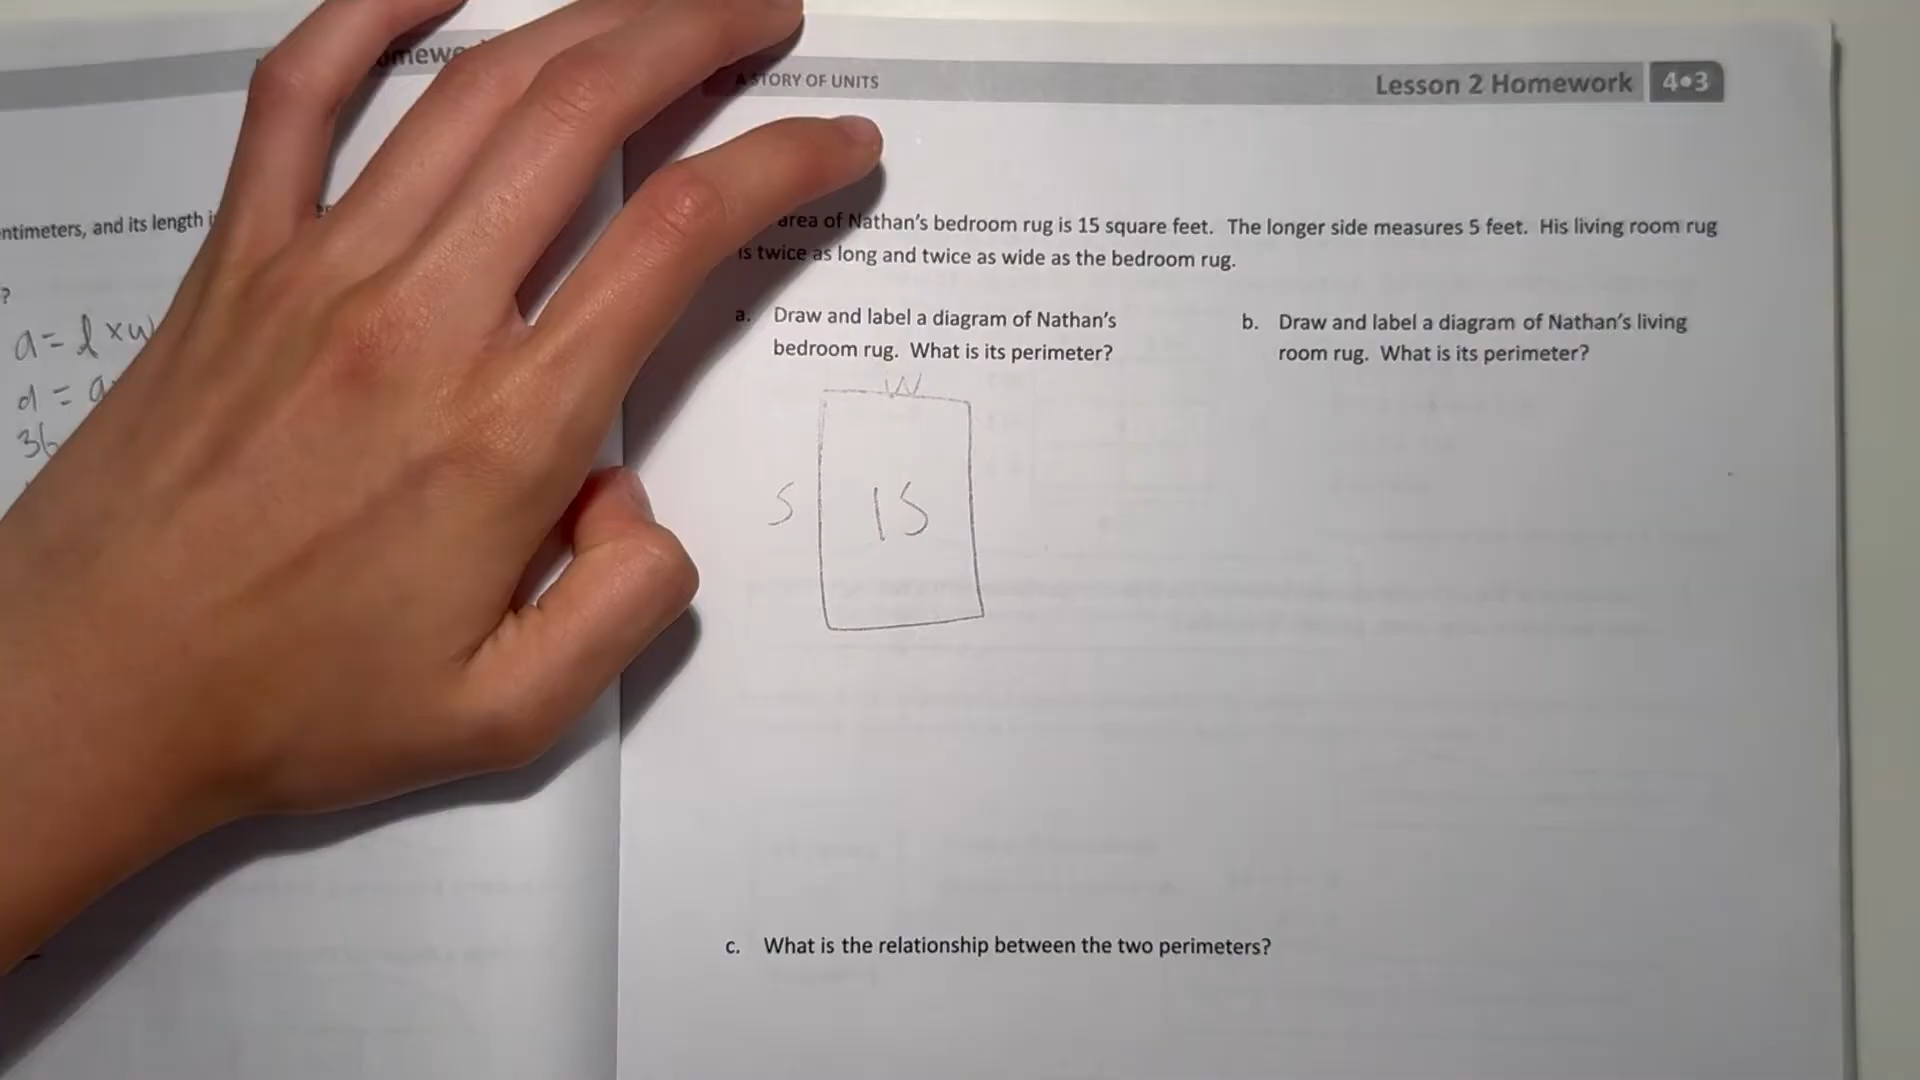 A STORY OF UNITS
Lesson 2 Homework 4•3
ntimeters, and its length
?
a = l x w
36
area of Nathan's bedroom rug is 15 square feet. The longer side measures 5 feet. His living room rug
is twice as long and twice as wide as the bedroom rug.
a. Draw and label a diagram of Nathan's
bedroom rug. What is its perimeter?
W
5
15
b. Draw and label a diagram of Nathan's living
room rug. What is its perimeter?
c. What is the relationship between the two perimeters?